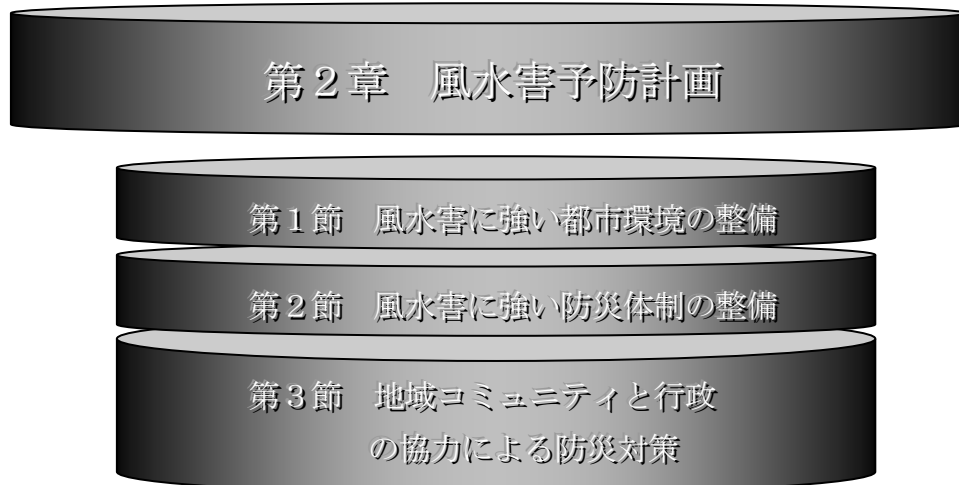 第２章　風水害予防計画
第１節　風水害に強い都市環境の整備
第２節　風水害に強い防災体制の整備
第３節　地域コミュニティと行政
の協力による防災対策